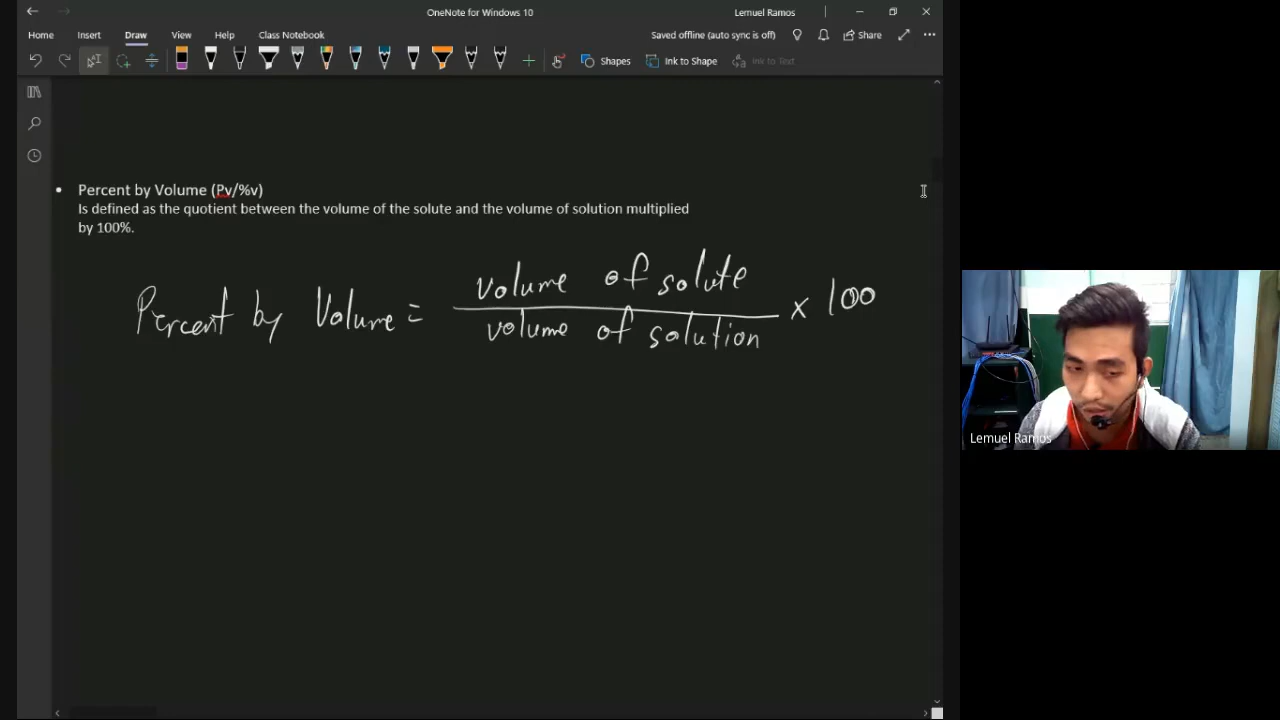 OneNote for Windows 10
Lemuel Ramos
Home Insert Draw View Help Class Notebook
Saved offline (auto sync is off)
Share
Shapes
Ink to Shape
Ink to Text
• Percent by Volume (Pv/%v)
Is defined as the quotient between the volume of the solute and the volume of solution multiplied
by 100%.
Percent by Volume = volume of solute
volume of solution
x 100
Lemuel Ramos